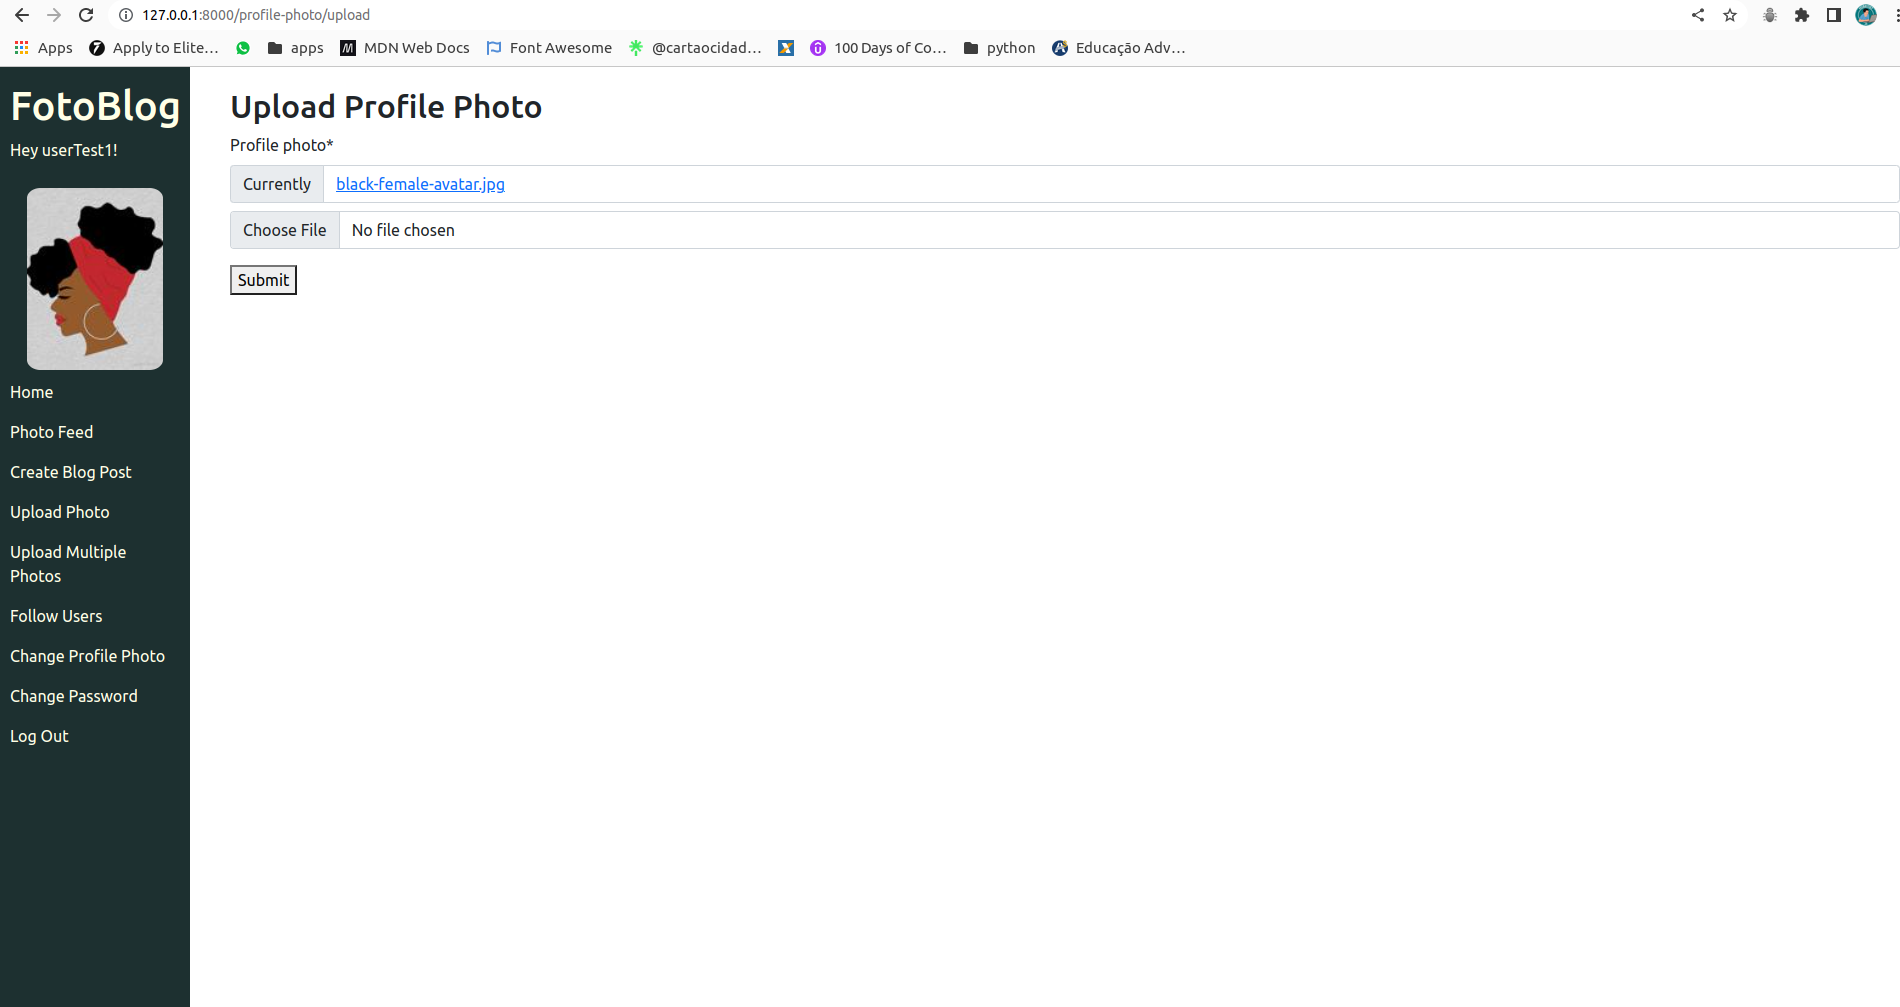 127.0.0.1:8000/profile-photo/upload
Apps Apply to Elite... apps MDN Web Docs Font Awesome @cartaocidad... 100 Days of Co... python Educação Adv...
FotoBlog
Hey userTest1!
Home
Photo Feed
Create Blog Post
Upload Photo
Upload Multiple
Photos
Follow Users
Change Profile Photo
Change Password
Log Out
Upload Profile Photo
Profile photo*
Currently black-female-avatar.jpg
Choose File No file chosen
Submit